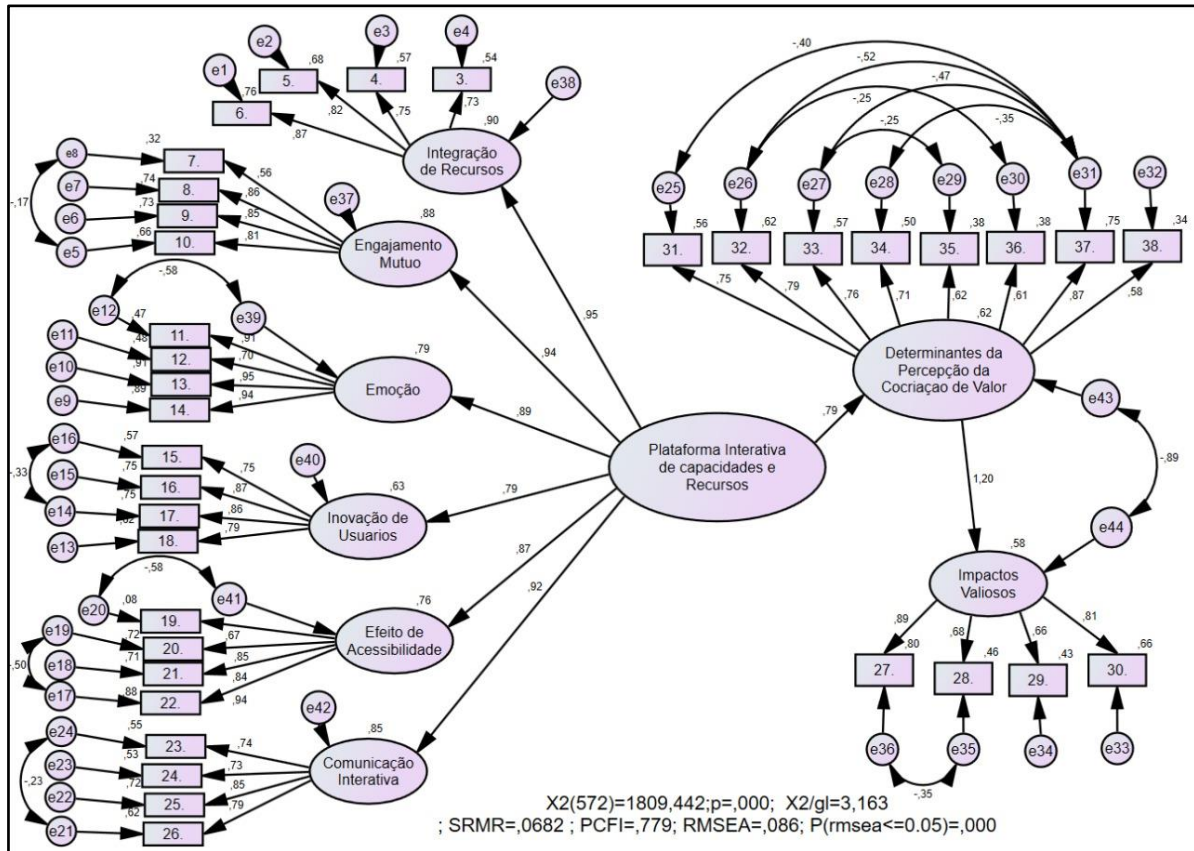 e1
e2
e3
e4
e38
,76
,68
,57
,54
6.
5.
4.
3.
,87
,82
,75
,73
,90
Integração
de Recursos
e8
e7
e6
e5
-,17
,32
,74
,73
,66
7.
8.
9.
10.
,56
,86
,85
,81
e37
,88
Engajamento
Mutuo
-,58
e12
e39
e11
e10
e9
,47
,48
,91
,89
11.
12.
13.
14.
,91
,70
,95
,94
,79
Emoção
e16
e15
e14
e13
-,33
,57
,75
,75
15.
16.
17.
18.
,75
,87
,86
,79
e40
,63
Inovação de
Usuarios
-,58
e20
e41
e19
e18
e17
-,50
,08
,72
,71
,88
19.
20.
21.
22.
,67
,85
,84
,94
,76
Efeito de
Acessibilidade
e24
e23
e22
e21
-,23
,55
,53
,72
,62
23.
24.
25.
26.
,74
,73
,85
,79
e42
,85
Comunicação
Interativa
,95
,94
,89
,79
,87
,92
Plataforma Interativa
de capacidades e
Recursos
,79
-,40
-,52
-,47
-,25
-,25
-,35
e25
e26
e27
e28
e29
e30
e31
e32
,56
,62
,57
,50
,38
,38
,75
,34
31.
32.
33.
34.
35.
36.
37.
38.
,75
,79
,76
,71
,62
,61
,87
,58
,62
Determinantes da
Percepção da
Cocriaçao de Valor
e43
-,89
1,20
e44
,58
Impactos
Valiosos
,89
,68
,66
,81
,80
,46
,43
,66
27.
28.
29.
30.
e36
e35
e34
e33
-,35
X2(572)=1809,442;p=,000; X2/gl=3,163
; SRMR=,0682 ; PCFI=,779; RMSEA=,086; P(rmsea<=0.05)=,000